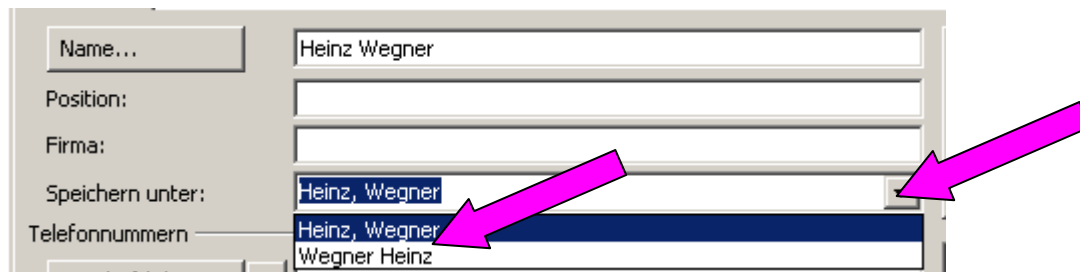 Name... Heinz Wegner
Position:
Firma:
Speichern unter: Heinz, Wegner
Heinz, Wegner
Telefonnummern
Wegner Heinz